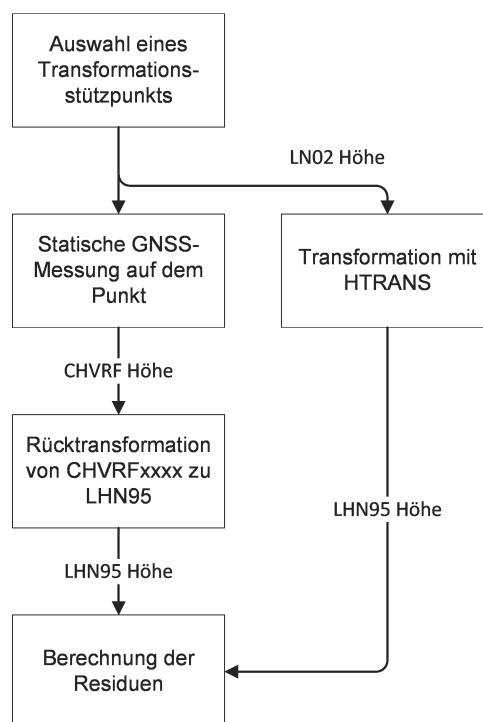 Auswahl eines
Transformations-
stützpunkts
LN02 Höhe
Statische GNSS-
Messung auf dem
Punkt
Transformation mit
HTRANS
CHVRF Höhe
Rücktransformation
von CHVRFxxxx zu
LHN95
LHN95 Höhe
LHN95 Höhe
Berechnung der
Residuen